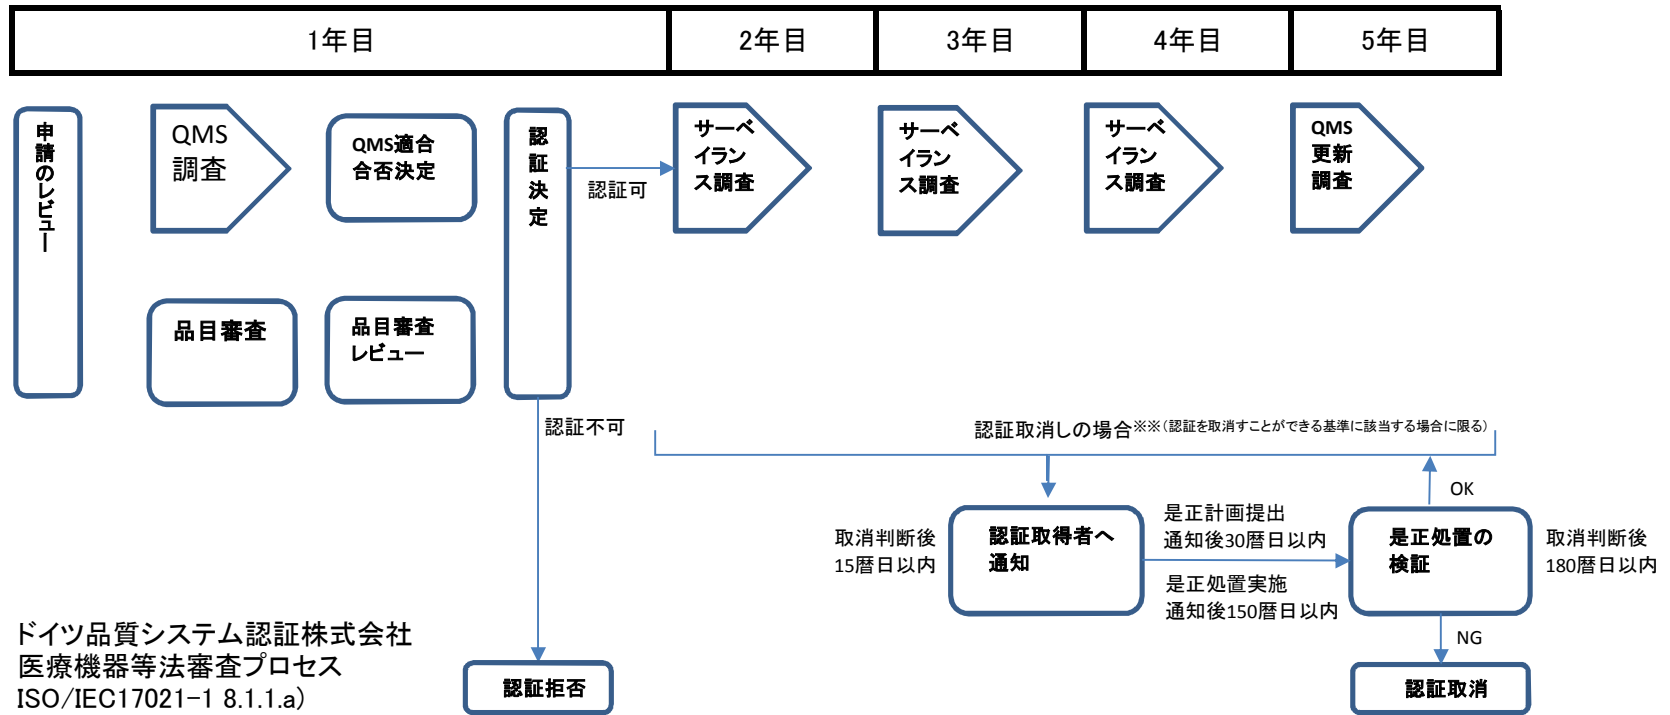 1年目
2年目
3年目
4年目
5年目
申請のレビュー
QMS
調査
QMS適合
合否決定
認証決定
認証可
サーベ
イラン
ス調査
サーベ
イラン
ス調査
サーベ
イラン
ス調査
QMS
更新
調査
品目審査
品目審査
レビュー
認証不可
認証取消しの場合※※(認証を取消すことができる基準に該当する場合に限る)
OK
取消判断後
15暦日以内
認証取得者へ
通知
是正計画提出
通知後30暦日以内
是正処置実施
通知後150暦日以内
是正処置の
検証
取消判断後
180暦日以内
NG
認証拒否
認証取消
ドイツ品質システム認証株式会社
医療機器等法審査プロセス
ISO/IEC17021-1 8.1.1.a)